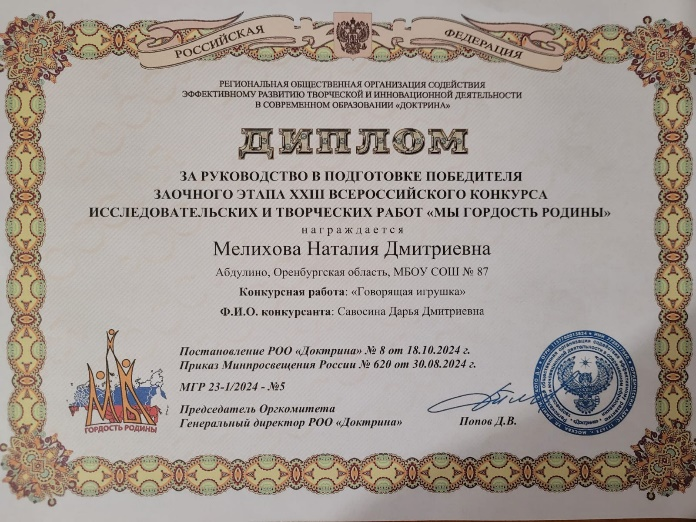 РОССИЙСКАЯ ФЕДЕРАЦИЯ
РЕГИОНАЛЬНАЯ ОБЩЕСТВЕННАЯ ОРГАНИЗАЦИЯ СОДЕЙСТВИЯ
ЭФФЕКТИВНОМУ РАЗВИТИЮ ТВОРЧЕСКОЙ И ИННОВАЦИОННОЙ ДЕЯТЕЛЬНОСТИ
В СОВРЕМЕННОМ ОБРАЗОВАНИИ «ДОКТРИНА»
ДИПЛОМ
ЗА РУКОВОДСТВО В ПОДГОТОВКЕ ПОБЕДИТЕЛЯ
ЗАОЧНОГО ЭТАПА XXIII ВСЕРОССИЙСКОГО КОНКУРСА
ИССЛЕДОВАТЕЛЬСКИХ И ТВОРЧЕСКИХ РАБОТ «МЫ ГОРДОСТЬ РОДИНЫ»
награждается
Мелихова Наталия Дмитриевна
Абдулино, Оренбургская область, МБОУ СОШ № 87
Конкурсная работа: «Говорящая игрушка»
Ф.И.О. конкурсанта: Савосина Дарья Дмитриевна
Постановление РОО «Доктрина» № 8 от 18.10.2024 г.
Приказ Минпросвещения России № 620 от 30.08.2024 г.
МГР 23-1/2024 - №5
Председатель Оргкомитета
Генеральный директор РОО «Доктрина» Попов Д.В.
МЫ
ГОРДОСТЬ РОДИНЫ